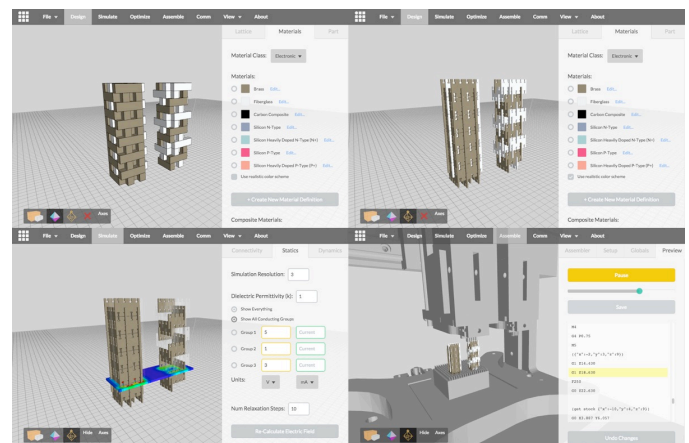 File Design Simulate Optimize Assemble Comm View About
Lattice Materials Part
Material Class: Electronic
Materials:
Brass Edit...
Fiberglass Edit...
Carbon Composite Edit...
Silicon N-Type Edit...
Silicon Heavily Doped N-Type (N+) Edit...
Silicon P-Type Edit...
Silicon Heavily Doped P-Type (P+) Edit...
Use realistic color scheme
+ Create New Material Definition
Composite Materials:
Axes
File Design Simulate Optimize Assemble Comm View About
Lattice Materials Part
Material Class: Electronic
Materials:
Brass Edit...
Fiberglass Edit...
Carbon Composite Edit...
Silicon N-Type Edit...
Silicon Heavily Doped N-Type (N+) Edit...
Silicon P-Type Edit...
Silicon Heavily Doped P-Type (P+) Edit...
Use realistic color scheme
+ Create New Material Definition
Composite Materials:
Axes
File Design Simulate Optimize Assemble Comm View About
Connectivity Statics Dynamics
Simulation Resolution:
Dielectric Permittivity (k): 1
Show Everything
Show All Conducting Groups
Group 1 Current
Group 2 1 Current
Group 3 Current
Units: V mA
Num Relaxation Steps: 10
Re-Calculate Electric Field
Hide Axes
File Design Simulate Optimize Assemble Comm View About
Assembler Setup Globals Preview
Pause
Save
Undo Changes
Hide Axes